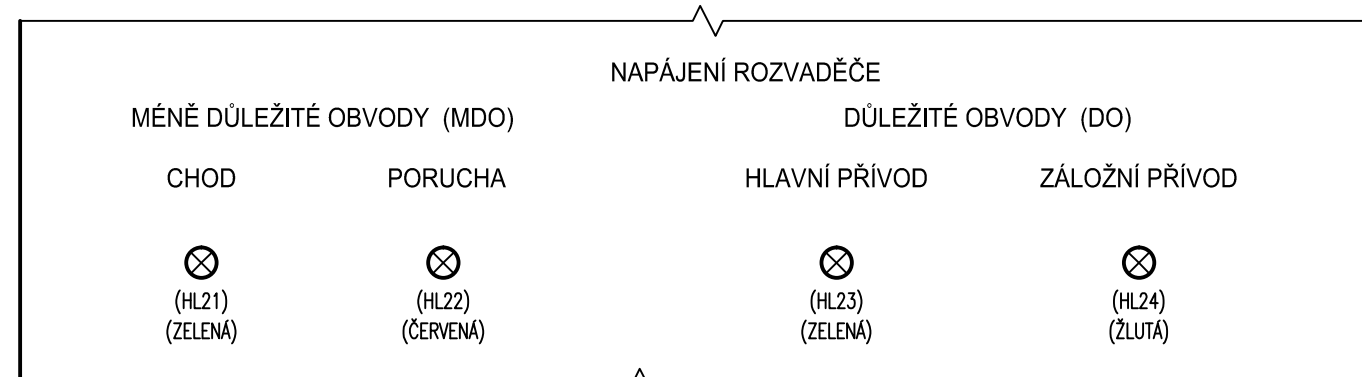 NAPÁJENÍ ROZVADĚČE
MÉNĚ DŮLEŽITÉ OBVODY (MDO)
DŮLEŽITÉ OBVODY (DO)
CHOD
PORUCHA
HLAVNÍ PŘÍVOD
ZÁLOŽNÍ PŘÍVOD
(HL21)
(HL22)
(HL23)
(HL24)
(ZELENÁ)
(ČERVENÁ)
(ZELENÁ)
(ŽLUTÁ)